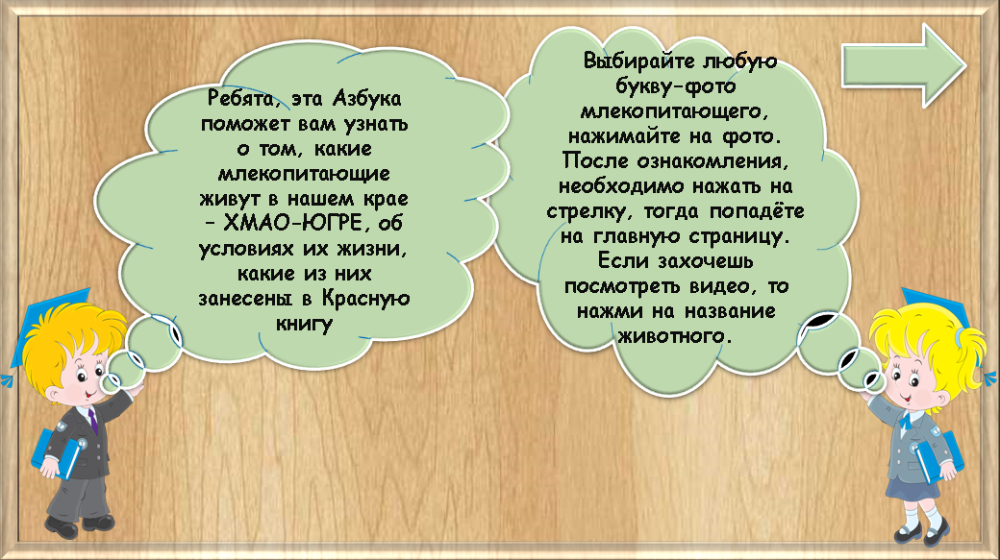 Ребята, эта Азбука
поможет вам узнать
о том, какие
млекопитающие
живут в нашем крае
– ХМАО-ЮГРЕ, об
условиях их жизни,
какие из них
занесены в Красную
книгу
Выбирайте любую
букву-фото
млекопитающего,
нажимайте на фото.
После ознакомления,
необходимо нажать на
стрелку, тогда попадёте
на главную страницу.
Если захочешь
посмотреть видео, то
нажми на название
животного.